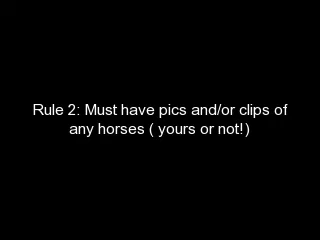 Rule 2: Must have pics and/or clips of
any horses ( yours or not!)